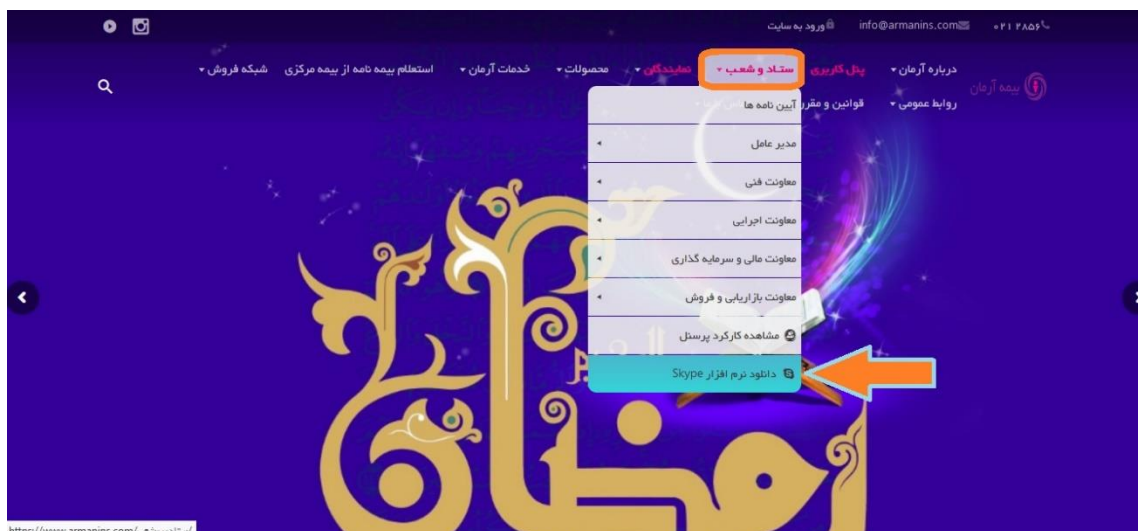 ۰۲۱ ۲۸۵۶ info@armanins.com ورود به سایت
درباره آرمان پنل کاربری ستاد و شعب نمایندگان محصولات خدمات آرمان استعلام بیمه نامه از بیمه مرکزی شبکه فروش
بیمه آرمان
روابط عمومی قوانین و مقرر
آیین نامه ها
مدیر عامل
معاونت فنی
معاونت اجرایی
معاونت مالی و سرمایه گذاری
معاونت بازاریابی و فروش
مشاهده کارکرد پرسنل
دانلود نرم افزار Skype
رمضان
https://www.armanins.com/